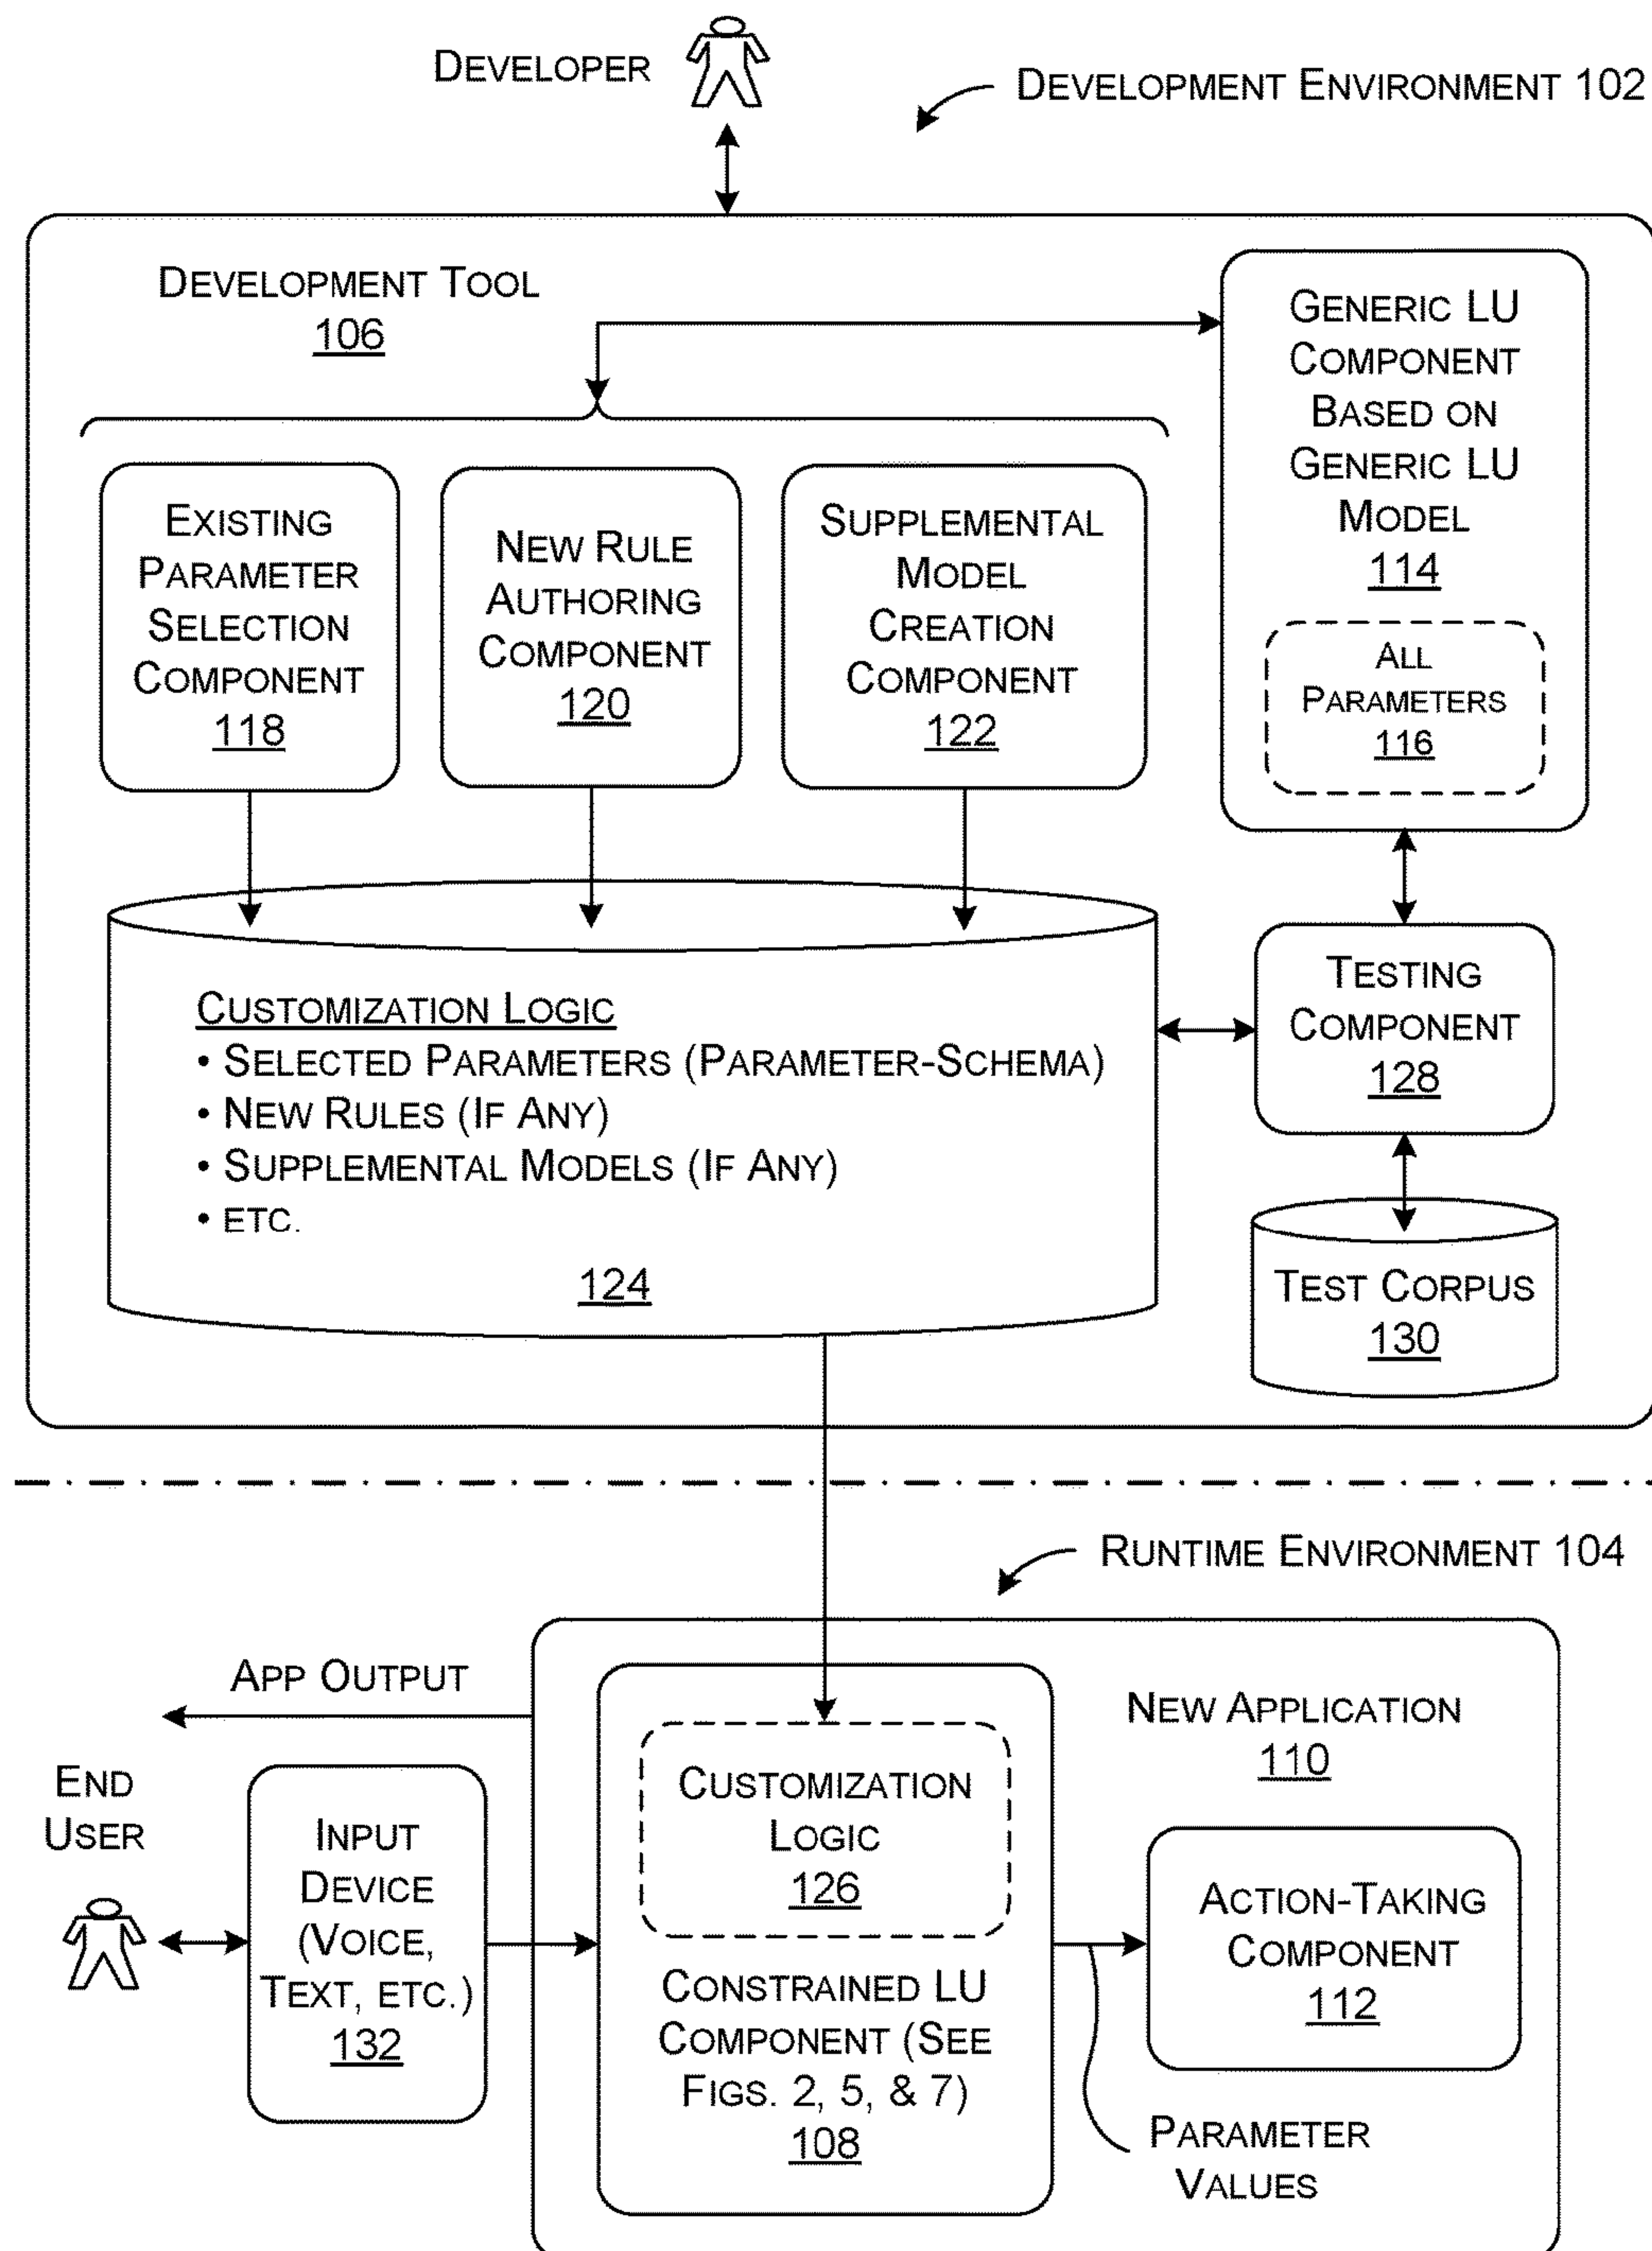 DEVELOPER
DEVELOPMENT ENVIRONMENT 102
DEVELOPMENT TOOL
106
GENERIC LU
COMPONENT
BASED ON
GENERIC LU
MODEL
114
ALL
PARAMETERS
116
EXISTING
PARAMETER
SELECTION
COMPONENT
118
NEW RULE
AUTHORING
COMPONENT
120
SUPPLEMENTAL
MODEL
CREATION
COMPONENT
122
CUSTOMIZATION LOGIC
• SELECTED PARAMETERS (PARAMETER-SCHEMA)
• NEW RULES (IF ANY)
• SUPPLEMENTAL MODELS (IF ANY)
• ETC.
124
TESTING
COMPONENT
128
TEST CORPUS
130
RUNTIME ENVIRONMENT 104
APP OUTPUT
END
USER
INPUT
DEVICE
(VOICE,
TEXT, ETC.)
132
CUSTOMIZATION
LOGIC
126
CONSTRAINED LU
COMPONENT (SEE
FIGS. 2, 5, & 7)
108
NEW APPLICATION
110
ACTION-TAKING
COMPONENT
112
PARAMETER
VALUES